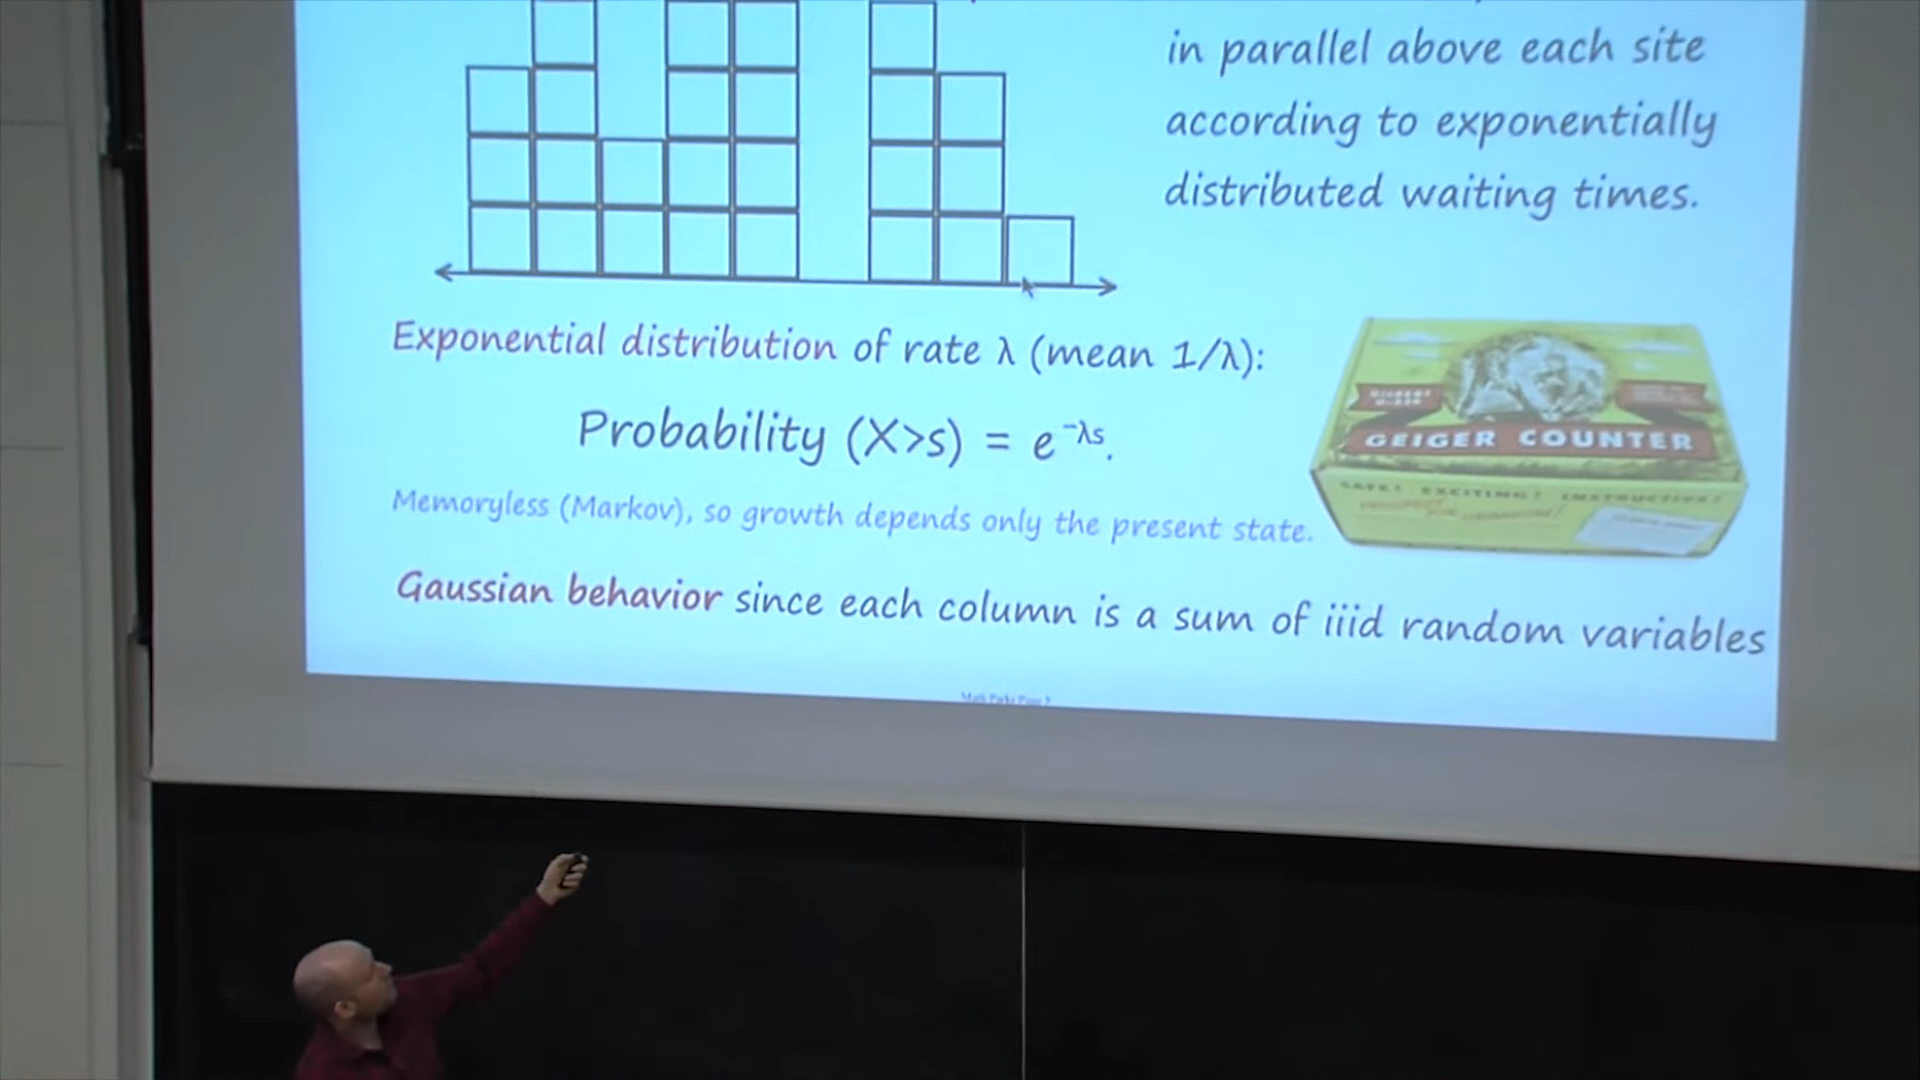 in parallel above each site
according to exponentially
distributed waiting times.
Exponential distribution of rate λ (mean 1/λ):
Probability (X>s) = e^-λs.
Memoryless (Markov), so growth depends only the present state.
Gaussian behavior since each column is a sum of iiid random variables
GEIGER COUNTER
SAFE! EXCITING! INSTRUCTIVE!